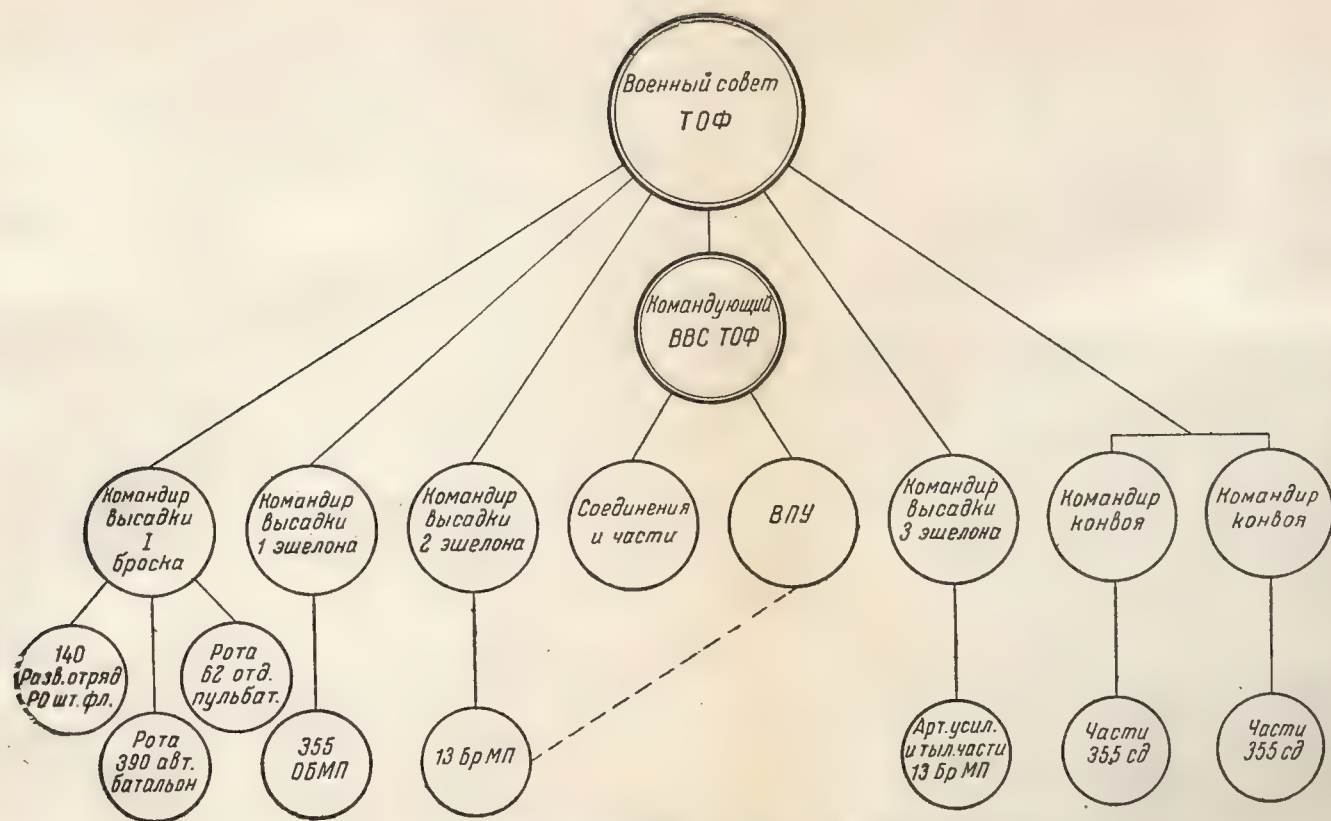 Военный совет
ТОФ
Командующий
ВВС ТОФ
Командир
высадки
I
броска
Командир
высадки
1 эшелона
Командир
высадки
2 эшелона
Соединения
и части
ВПУ
Командир
высадки
3 эшелона
Командир
конвоя
Командир
конвоя
140
Разв. отряд
РО шт. фл.
Рота
62 отд.
пульбат.
Рота
390 авт.
батальон
355
ОБМП
13 Бр МП
Арт. усил.
и тыл. части
13 Бр МП
Части
355 сд
Части
355 сд